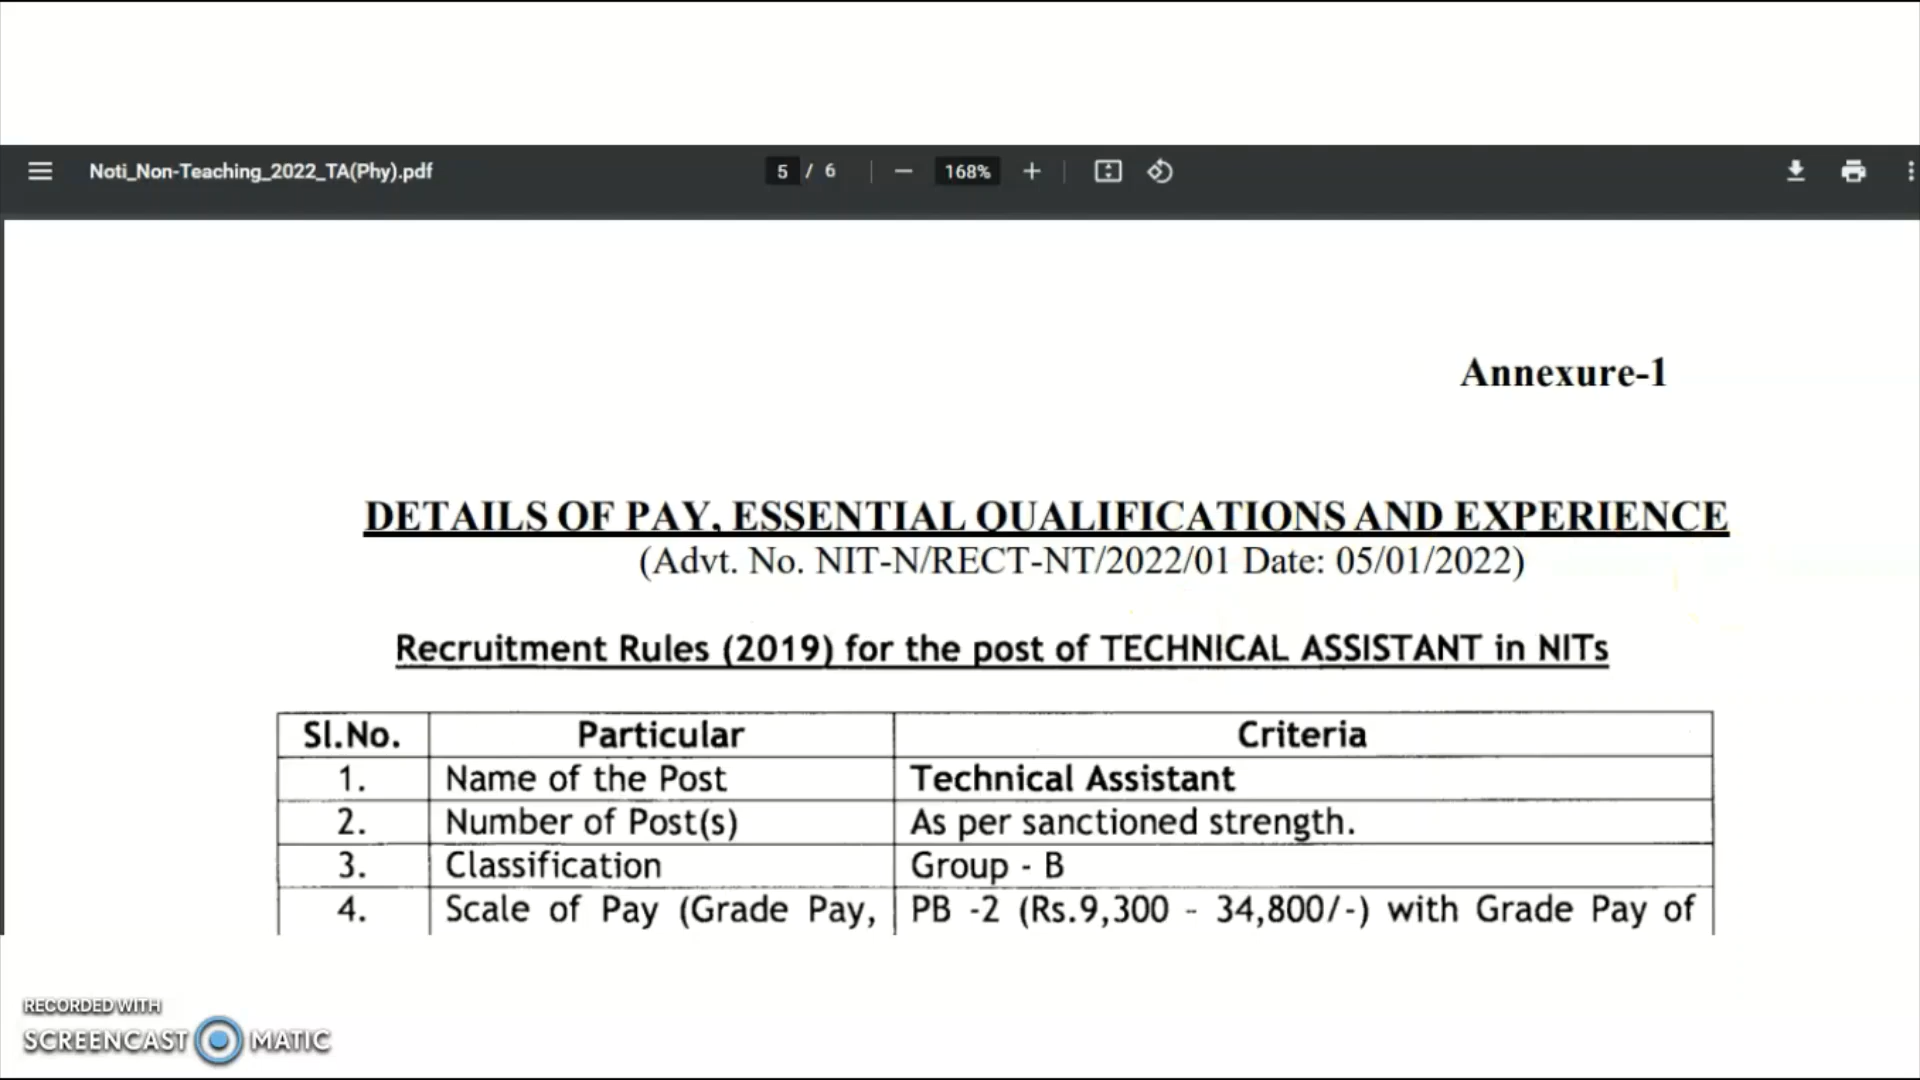 Noti_Non-Teaching_2022_TA(Phy).pdf 5 / 6 168%
Annexure-1
DETAILS OF PAY, ESSENTIAL QUALIFICATIONS AND EXPERIENCE
(Advt. No. NIT-N/RECT-NT/2022/01 Date: 05/01/2022)
Recruitment Rules (2019) for the post of TECHNICAL ASSISTANT in NITs
Sl.No. Particular Criteria
1. Name of the Post Technical Assistant
2. Number of Post(s) As per sanctioned strength.
3. Classification Group - B
4. Scale of Pay (Grade Pay, PB -2 (Rs.9,300 - 34,800/-) with Grade Pay of
RECORDED WITH
SCREENCAST MATIC